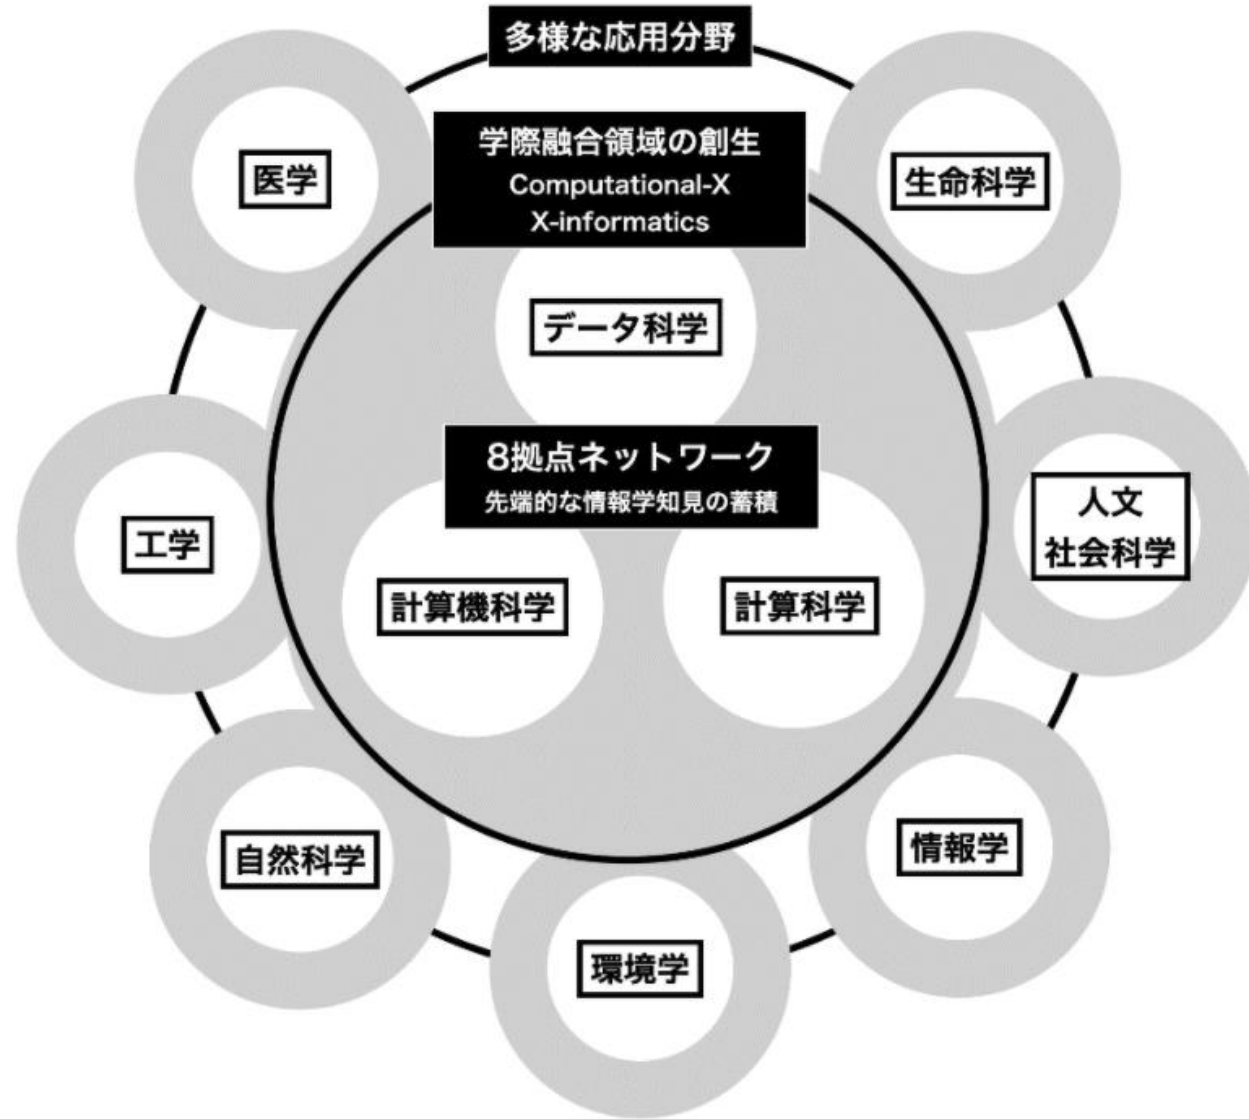 多様な応用分野
学際融合領域の創生
Computational-X
X-informatics
医学
生命科学
データ科学
8拠点ネットワーク
先端的な情報学知見の蓄積
工学
人文
社会科学
計算機科学
計算科学
自然科学
情報学
環境学